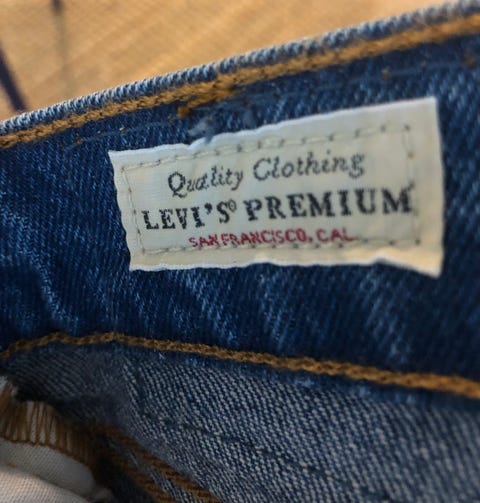 Quality Clothing
LEVI'S® PREMIUM
SAN FRANCISCO, CAL.